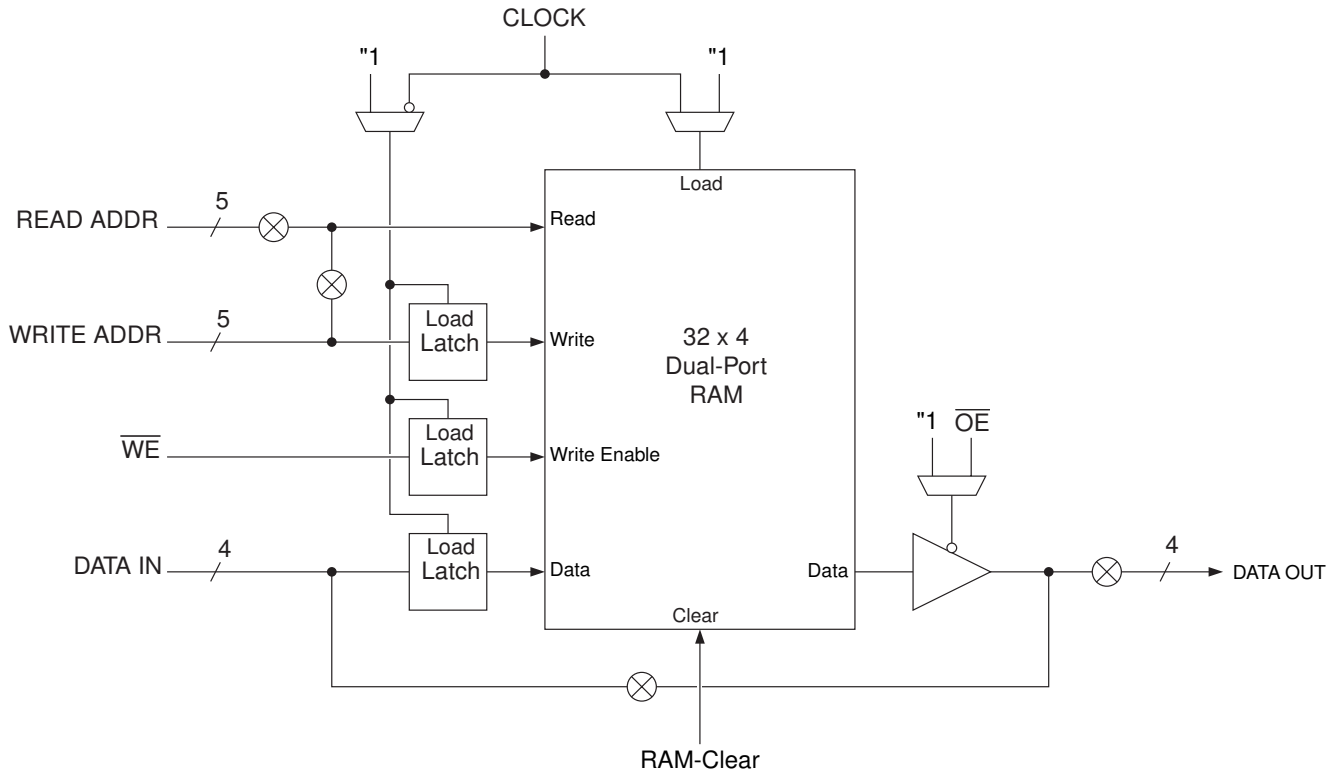 CLOCK
"1
"1
Load
READ ADDR
5
Read
WRITE ADDR
5
Load
Latch
Write
32 x 4
Dual-Port
RAM
WE
Load
Latch
Write Enable
"1
OE
DATA IN
4
Load
Latch
Data
Data
4
DATA OUT
Clear
RAM-Clear